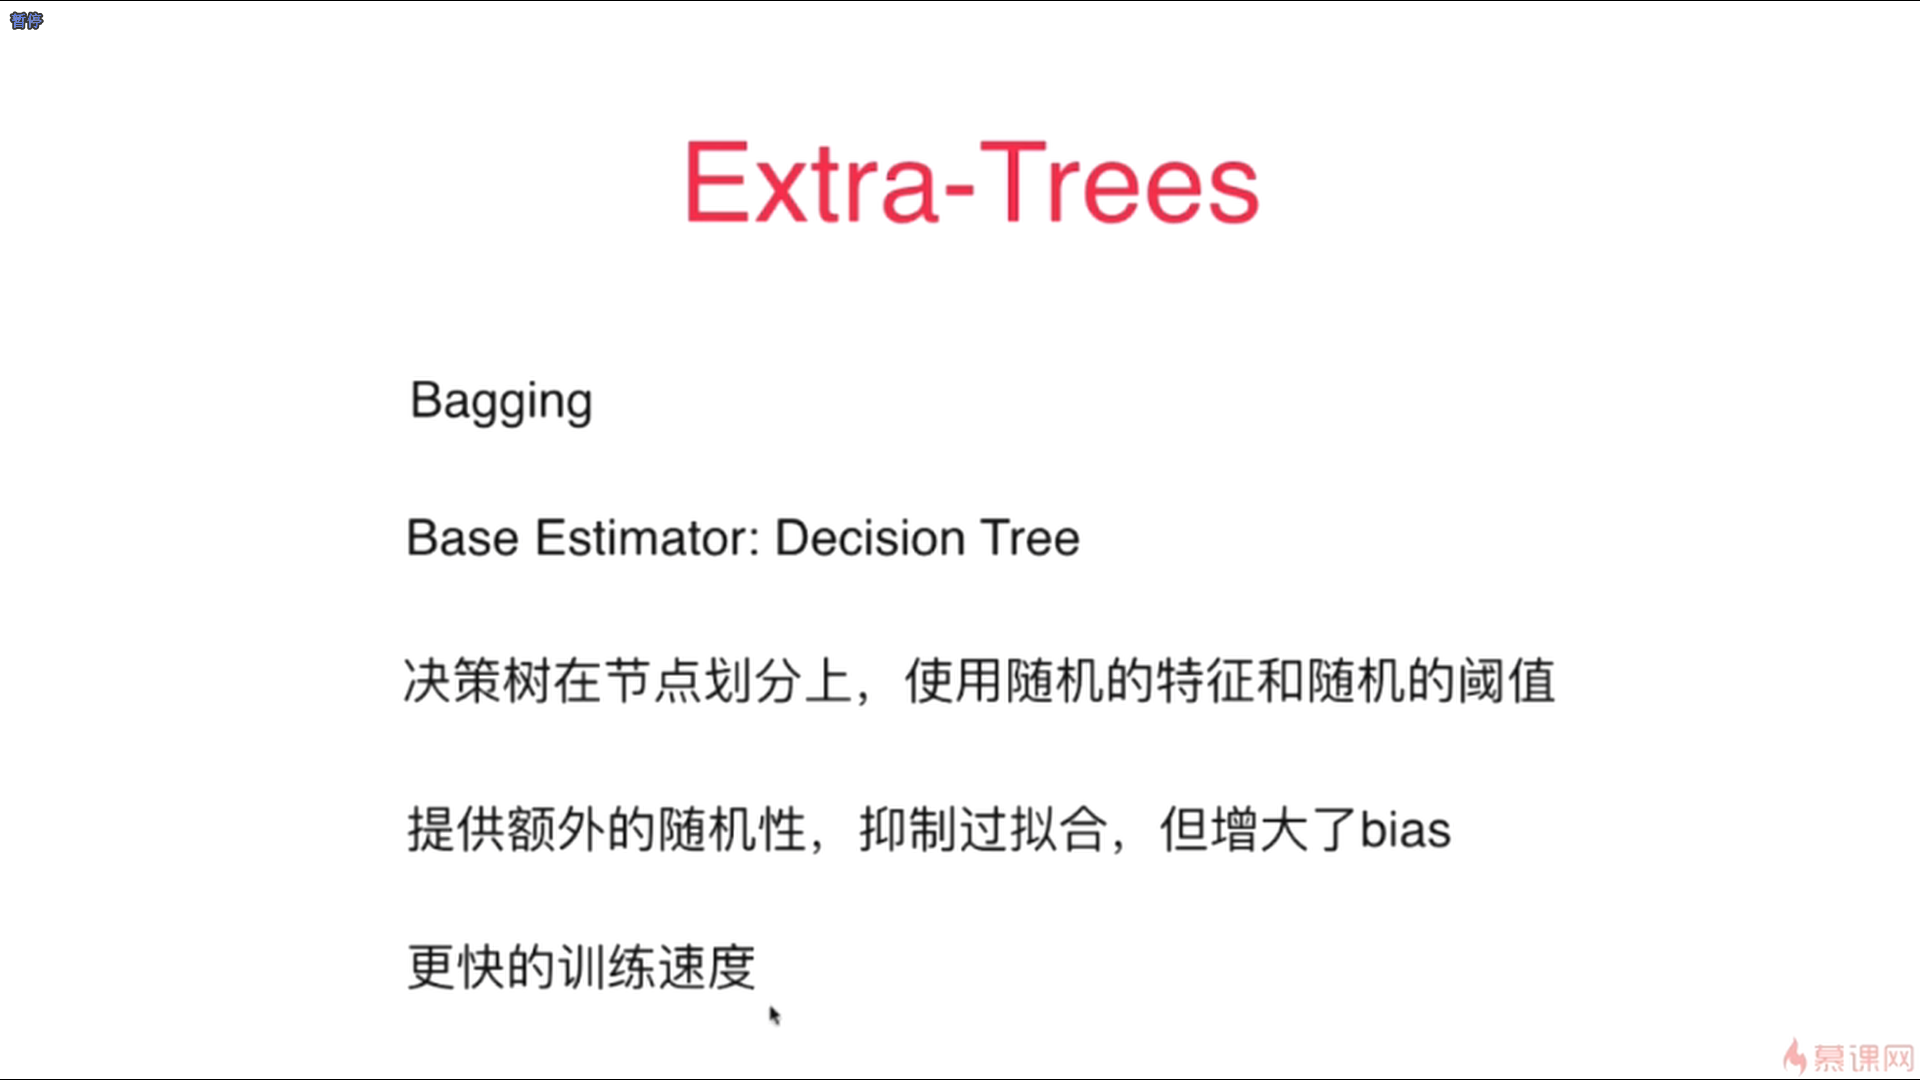 暂停
Extra-Trees
Bagging
Base Estimator: Decision Tree
决策树在节点划分上，使用随机的特征和随机的阈值
提供额外的随机性，抑制过拟合，但增大了bias
更快的训练速度
慕课网